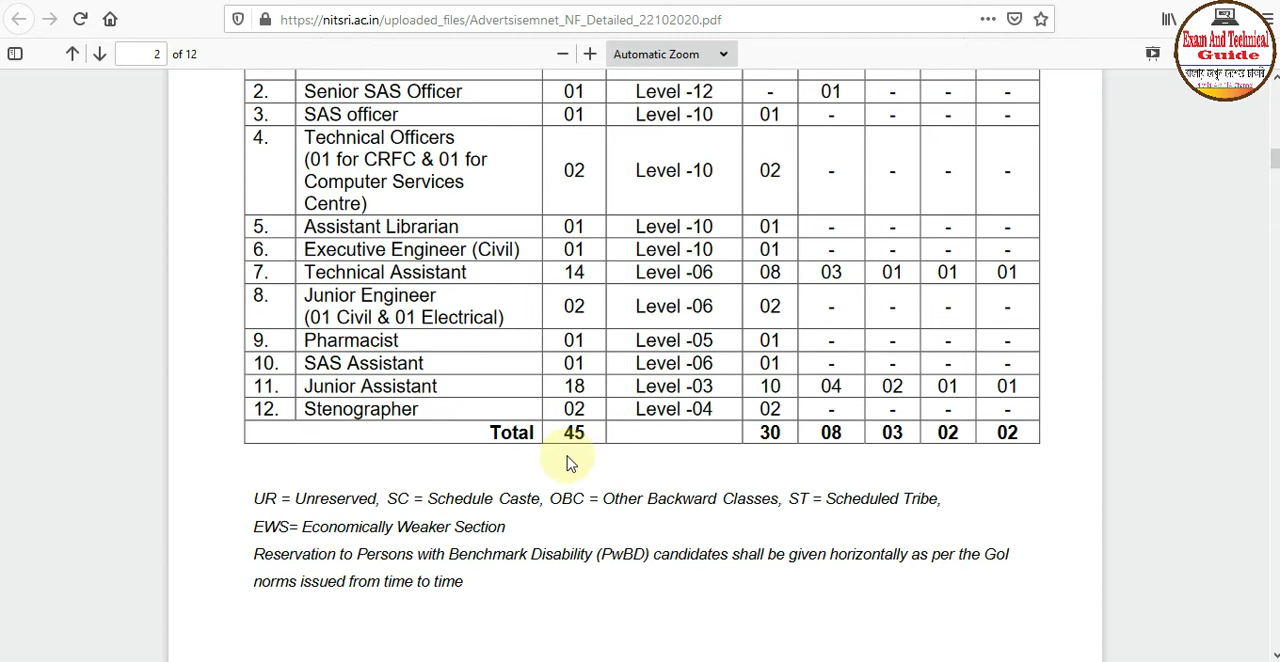 https://nitsri.ac.in/uploaded_files/Advertsisemnet_NF_Detailed_22102020.pdf
2 of 12 Automatic Zoom
Exam And Technical
Guide
2. Senior SAS Officer 01 Level -12 - 01 - - -
3. SAS officer 01 Level -10 01 - - - -
4. Technical Officers
(01 for CRFC & 01 for
Computer Services
Centre) 02 Level -10 02 - - - -
5. Assistant Librarian 01 Level -10 01 - - - -
6. Executive Engineer (Civil) 01 Level -10 01 - - - -
7. Technical Assistant 14 Level -06 08 03 01 01 01
8. Junior Engineer
(01 Civil & 01 Electrical) 02 Level -06 02 - - - -
9. Pharmacist 01 Level -05 01 - - - -
10. SAS Assistant 01 Level -06 01 - - - -
11. Junior Assistant 18 Level -03 10 04 02 01 01
12. Stenographer 02 Level -04 02 - - - -
Total 45 30 08 03 02 02
UR = Unreserved, SC = Schedule Caste, OBC = Other Backward Classes, ST = Scheduled Tribe,
EWS= Economically Weaker Section
Reservation to Persons with Benchmark Disability (PwBD) candidates shall be given horizontally as per the GoI
norms issued from time to time